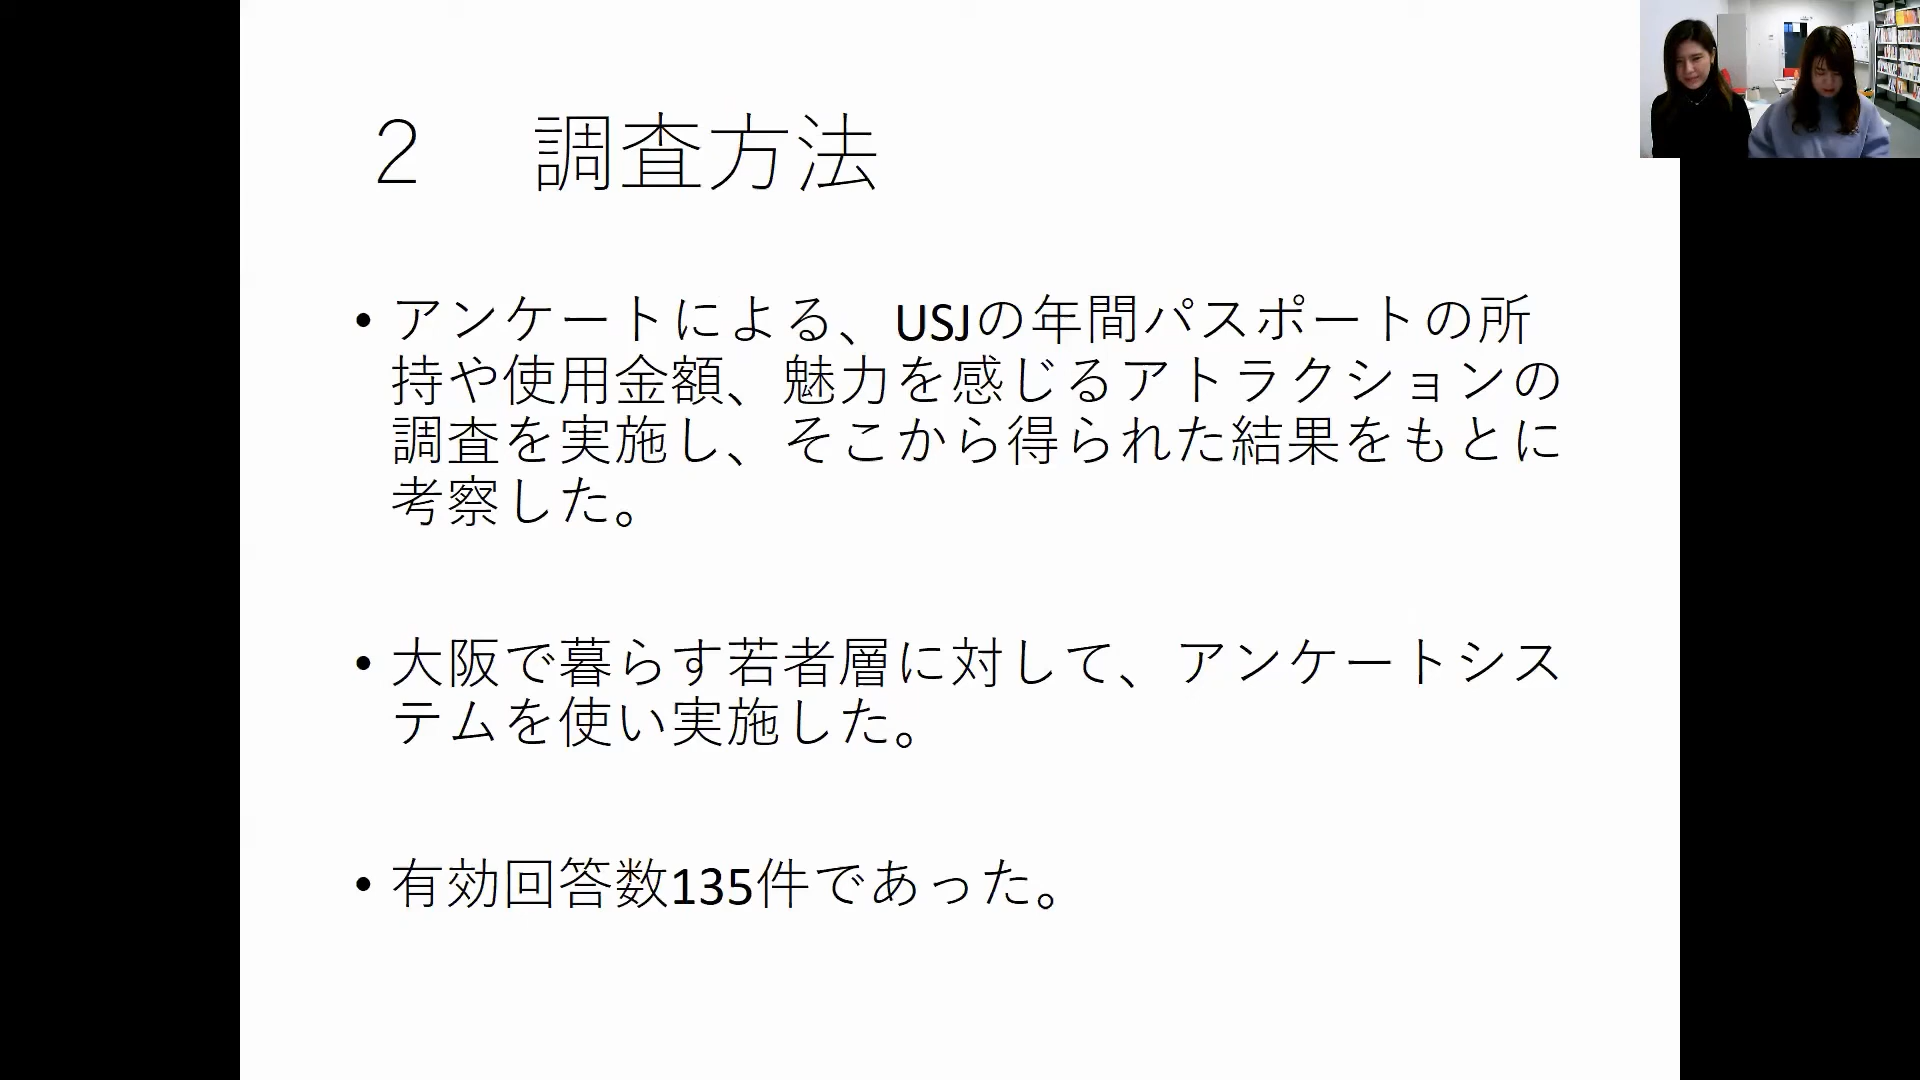 2　調査方法
• アンケートによる、USJの年間パスポートの所
持や使用金額、魅力を感じるアトラクションの
調査を実施し、そこから得られた結果をもとに
考察した。
• 大阪で暮らす若者層に対して、アンケートシス
テムを使い実施した。
• 有効回答数135件であった。